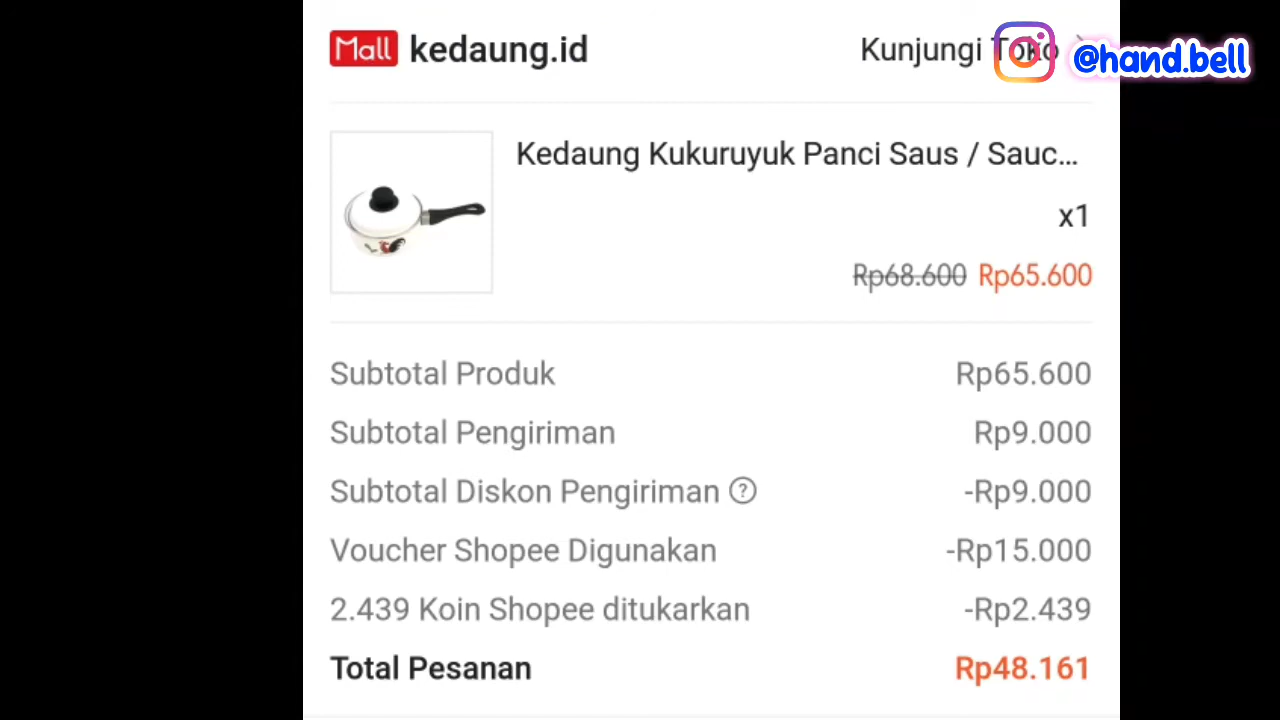 Mall kedaung.id
Kunjungi Toko
@hand.bell
Kedaung Kukuruyuk Panci Saus / Sauc...
x1
Rp68.600 Rp65.600
Subtotal Produk Rp65.600
Subtotal Pengiriman Rp9.000
Subtotal Diskon Pengiriman ? -Rp9.000
Voucher Shopee Digunakan -Rp15.000
2.439 Koin Shopee ditukarkan -Rp2.439
Total Pesanan Rp48.161